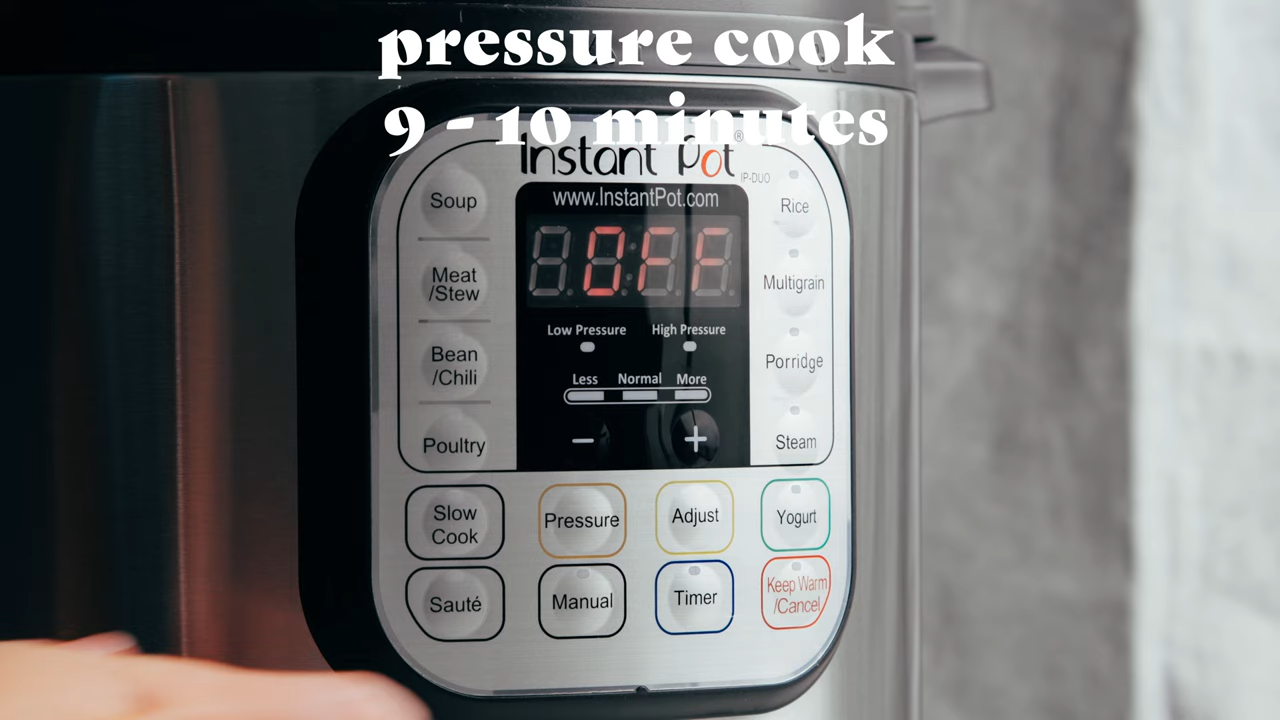 pressure cook
9 - 10 minutes
Instant Pot®
IP-DUO
www.InstantPot.com
OFF
Low Pressure
High Pressure
Less
Normal
More
−
+
Soup
Meat
/Stew
Bean
/Chili
Poultry
Rice
Multigrain
Porridge
Steam
Slow
Cook
Pressure
Adjust
Yogurt
Sauté
Manual
Timer
Keep Warm
/Cancel